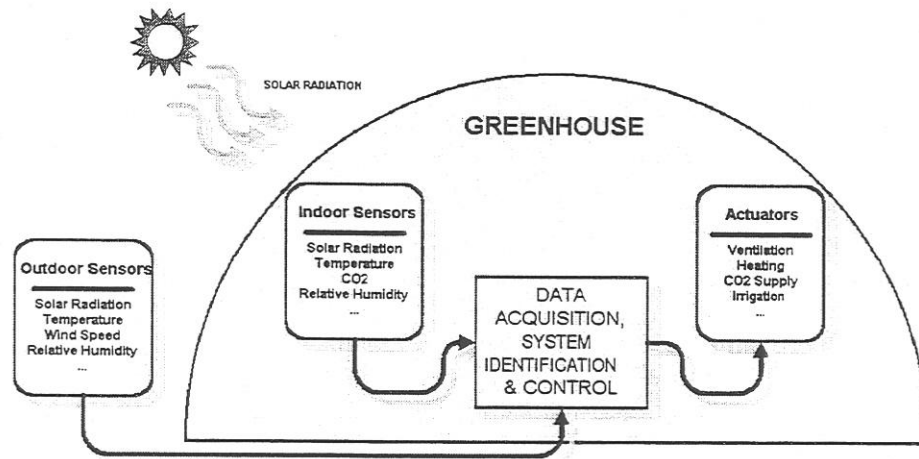 SOLAR RADIATION
GREENHOUSE
Indoor Sensors
Solar Radiation
Temperature
CO2
Relative Humidity
...
Actuators
Ventilation
Heating
CO2 Supply
Irrigation
...
Outdoor Sensors
Solar Radiation
Temperature
Wind Speed
Relative Humidity
...
DATA
ACQUISITION,
SYSTEM
IDENTIFICATION
& CONTROL